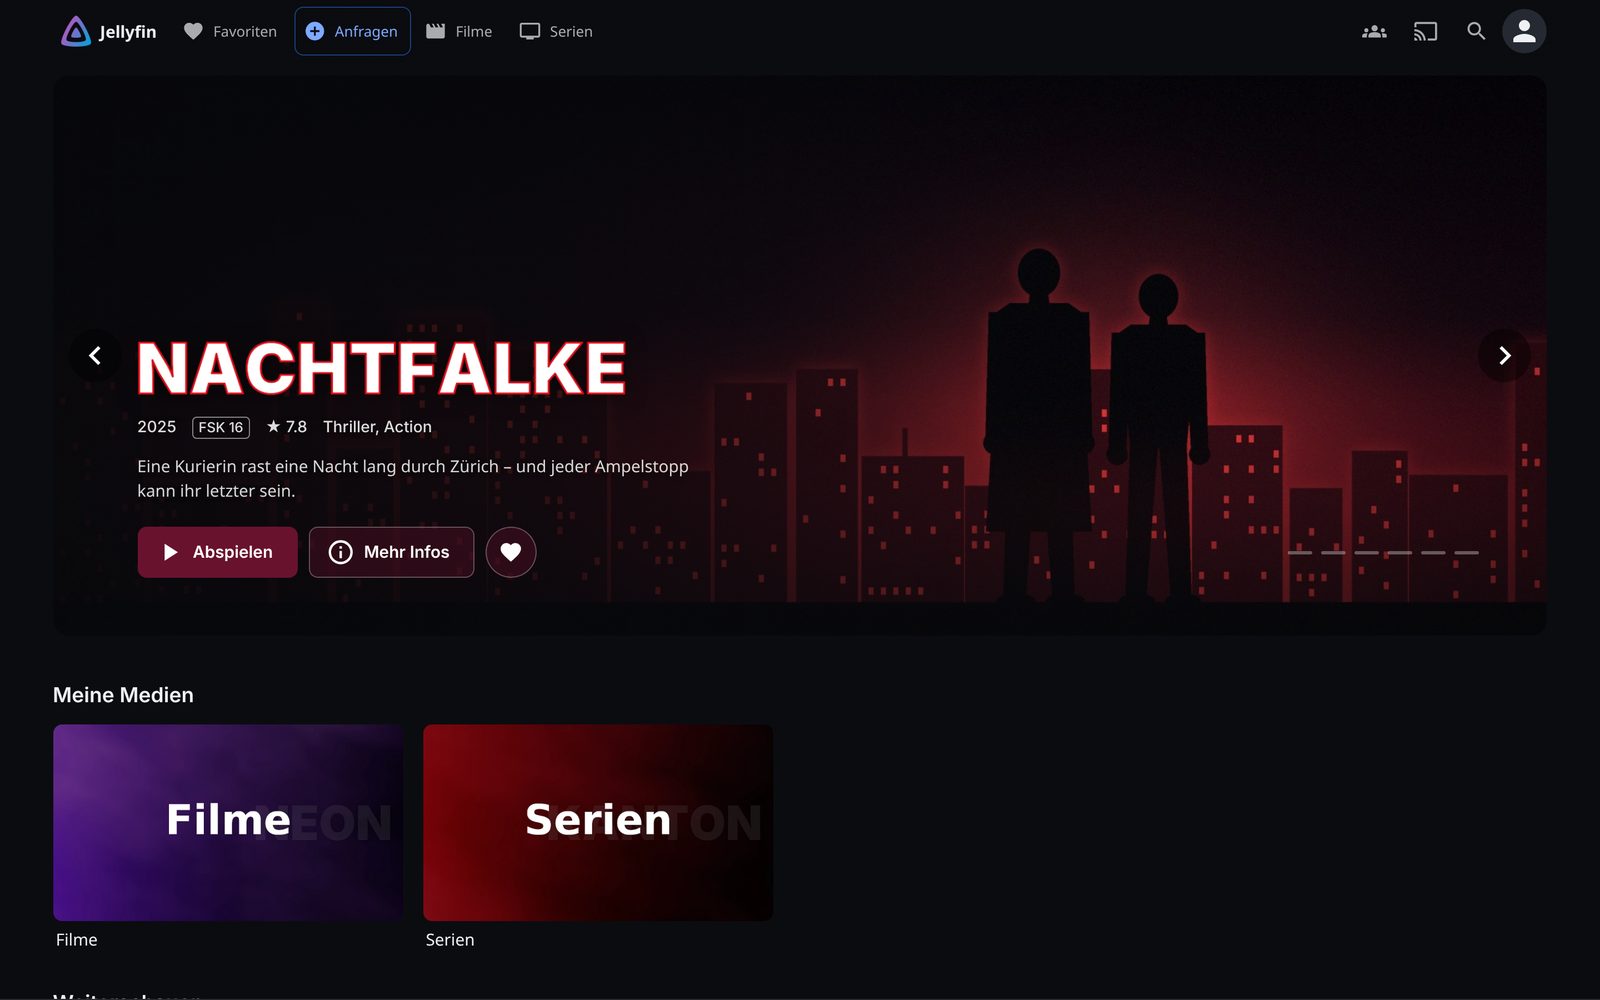 Jellyfin
Favoriten
Anfragen
Filme
Serien
NACHTFALKE
2025 FSK 16 ★ 7.8 Thriller, Action
Eine Kurierin rast eine Nacht lang durch Zürich – und jeder Ampelstopp
kann ihr letzter sein.
Abspielen
Mehr Infos
Meine Medien
Filme
Serien
Filme
Serien